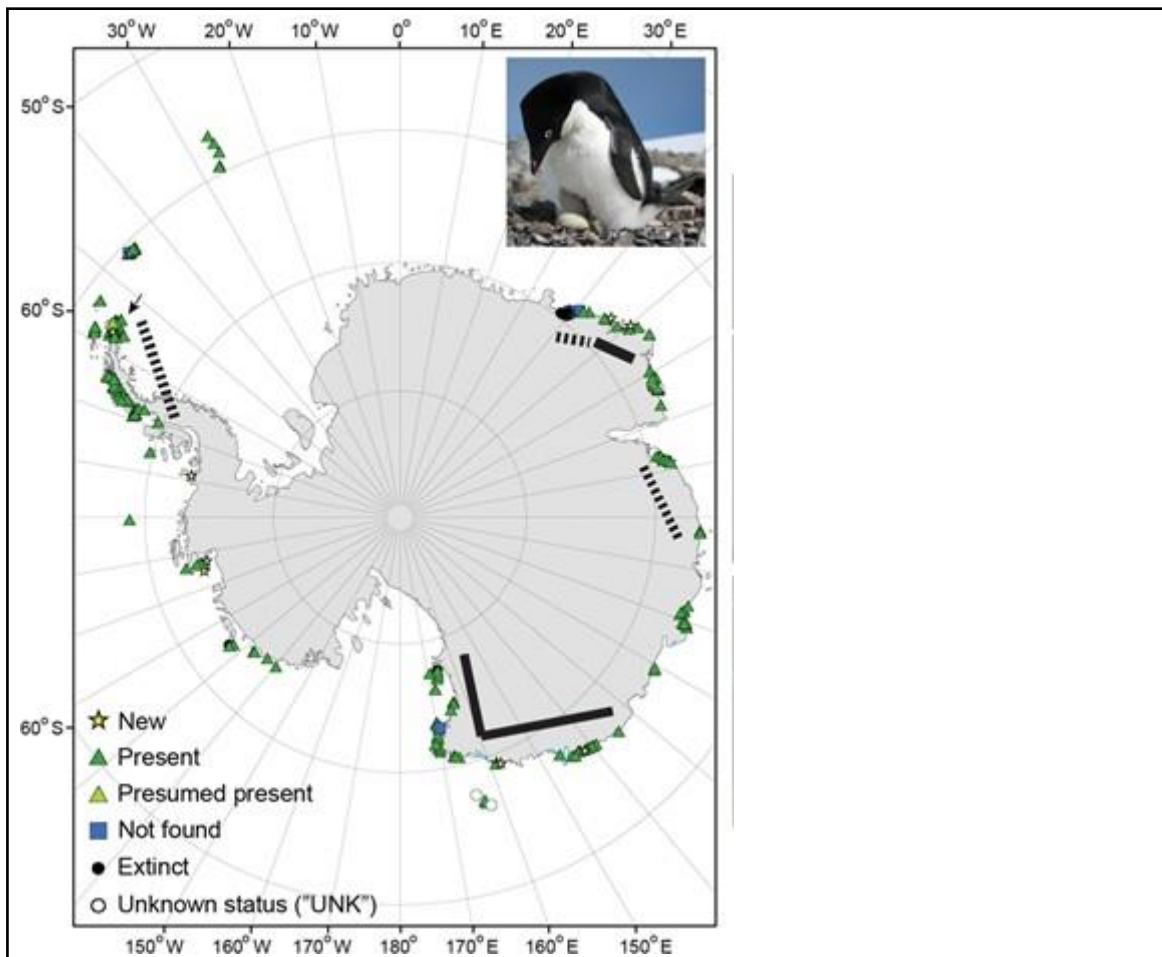 30°W 20°W 10°W 0° 10°E 20°E 30°E
50°S
60°S
60°S
New
Present
Presumed present
Not found
Extinct
Unknown status ("UNK")
150°W 160°W 170°W 180° 170°E 160°E 150°E